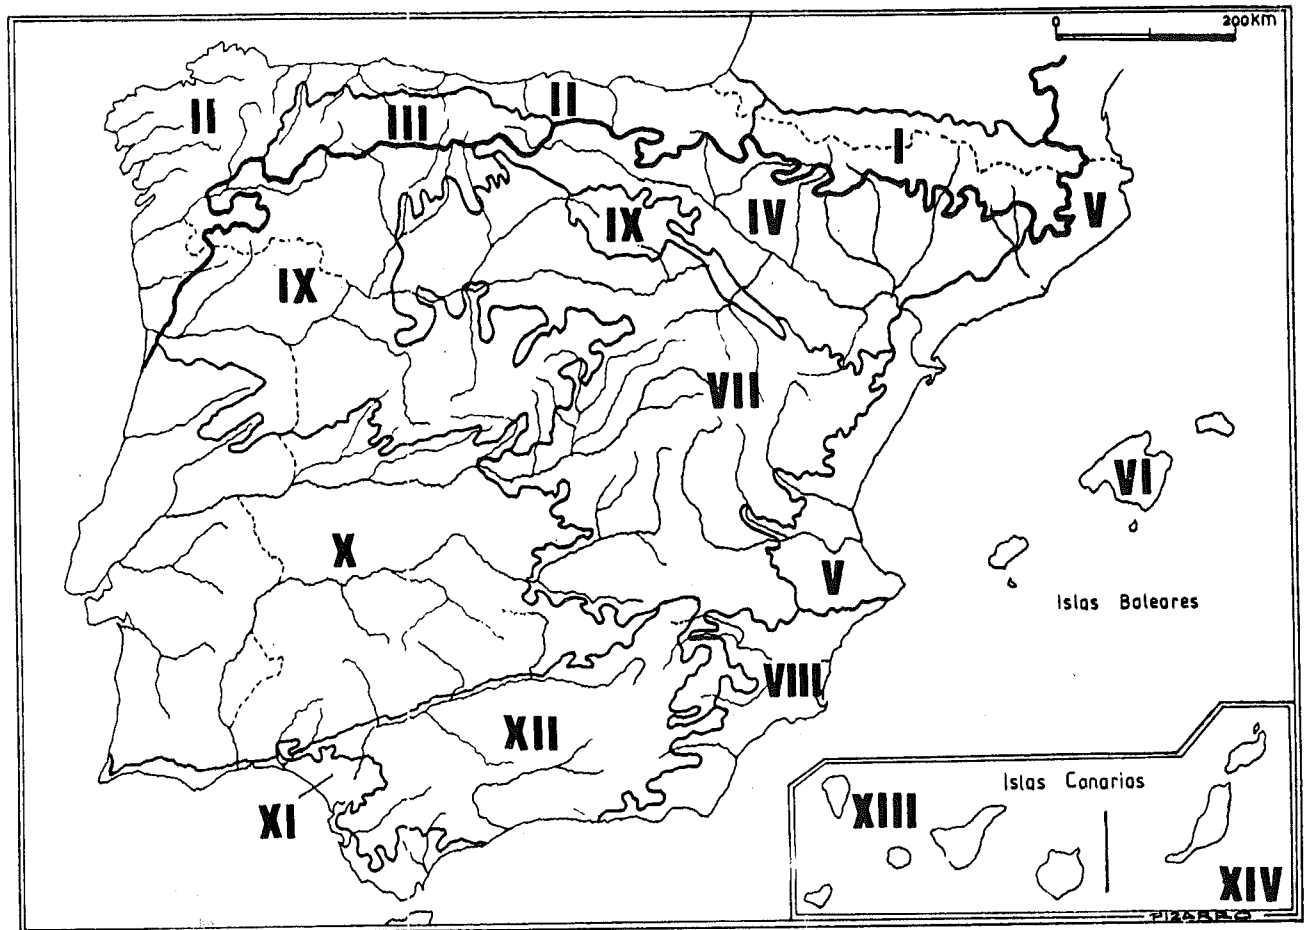 0 200KM
II
II
III
I
IV
V
IX
IX
VII
VI
X
V
Islas Baleares
VIII
XII
XI
Islas Canarias
XIII
XIV
PIZARRO